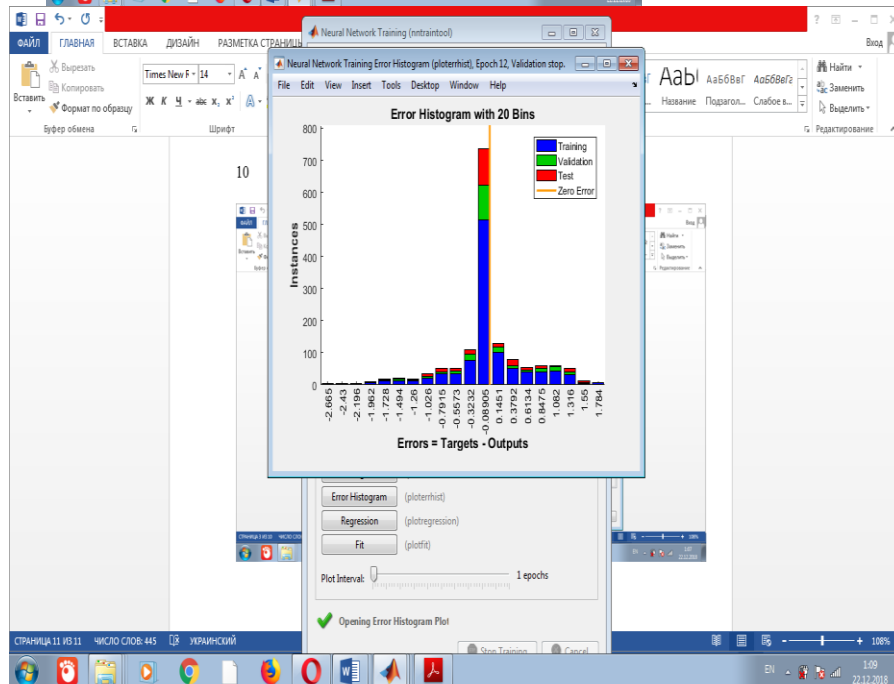 Neural Network Training (nntraintool)
ФАЙЛ ГЛАВНАЯ ВСТАВКА ДИЗАЙН РАЗМЕТКА СТРАНИЦЫ
Вход
Neural Network Training Error Histogram (ploterrhist), Epoch 12, Validation stop.
File Edit View Insert Tools Desktop Window Help
Вырезать
Копировать
Формат по образцу
Вставить
Буфер обмена
Times New F 14
Ж К Ч abc x₂ x²
Шрифт
АаБбВвГ АаБбВвГг
Название Подзагол... Слабое в...
Найти
Заменить
Выделить
Редактирование
10
Error Histogram with 20 Bins
Training
Validation
Test
Zero Error
800
700
600
500
400
300
200
100
0
Instances
-2.665 -2.43 -2.196 -1.962 -1.728 -1.494 -1.26 -1.026 -0.7915 -0.5573 -0.3232 -0.08905 0.1451 0.3792 0.6134 0.8475 1.082 1.316 1.55 1.784
Errors = Targets - Outputs
Error Histogram (ploterrhist)
Regression (plotregression)
Fit (plotfit)
Plot Interval: 1 epochs
Opening Error Histogram Plot
Stop Training Cancel
СТРАНИЦА 11 ИЗ 11 ЧИСЛО СЛОВ: 445 УКРАИНСКИЙ
108%
EN
1:09
22.12.2018